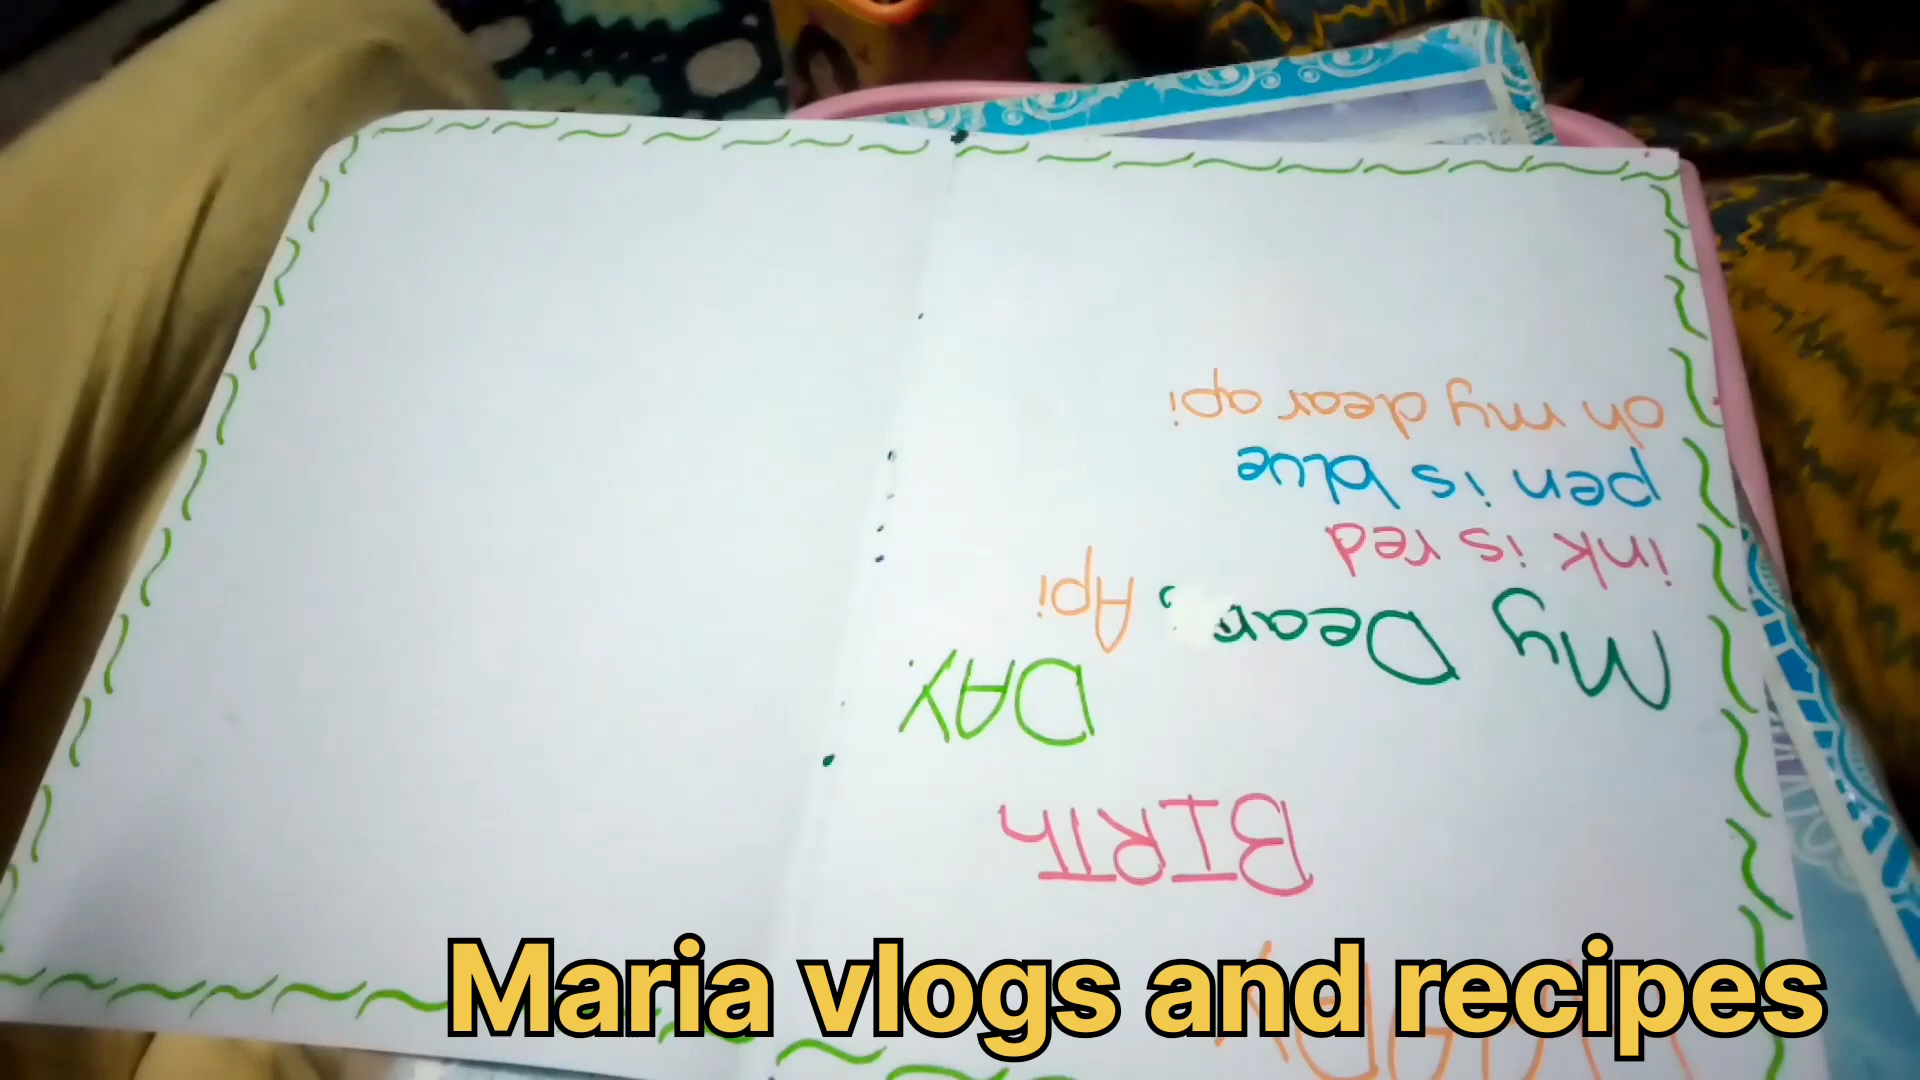 HAPPY
BIRTh
DAY
My Dear,
Api
ink is red
pen is blue
oh my dear api
Maria vlogs and recipes